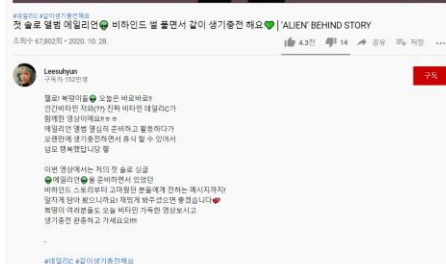 #데일리C #같이생기충전해요
첫 솔로 앨범 에일리언👽 비하인드 썰 풀면서 같이 생기충전 해요💚 | 'ALIEN' BEHIND STORY
조회수 67,802회 • 2020. 10. 28.
4.3천 14 공유 저장 ...
Leesuhyun
구독자 152만명
구독
헬로! 복떵이들👽 오늘은 바로바로!!
인간비타민 저와(??) 진짜 비타민 데일리C가
함께한 영상이에요ㅎㅎ
에일리언 앨범 열심히 준비하고 활동하다가
오랜만에 생기충전하면서 휴식 할 수 있어서
넘모 행복했답니당 헿
이번 영상에서는 저의 첫 솔로 싱글
👽에일리언👽을 준비하면서 있었던
비하인드 스토리부터 고마웠던 분들에게 전하는 메시지까지!
알차게 담아 왔으니까요! 재밌게 봐주셨으면 좋겠습니다
복떵이 여러분들도 오늘 비타민 가득한 영상보시고
생기충전 완충하고 가세요오!!!!
-
#데일리C #같이생기충전해요